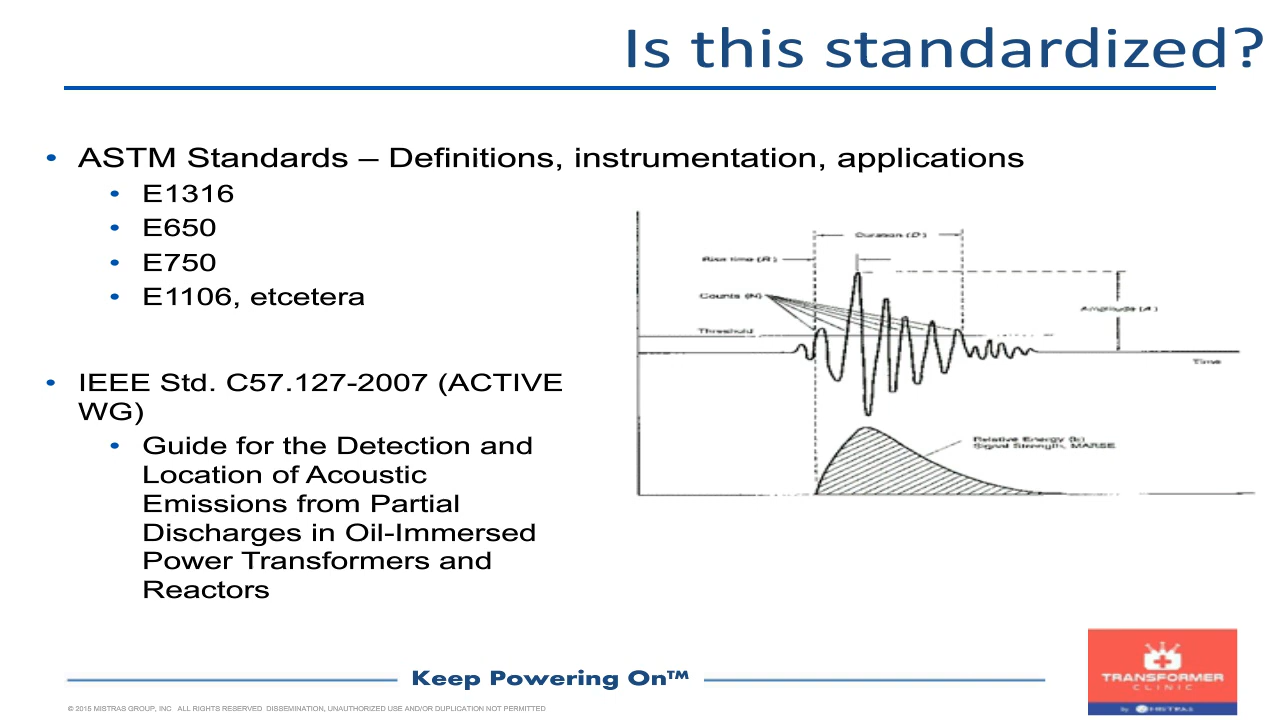 Is this standardized?
• ASTM Standards – Definitions, instrumentation, applications
• E1316
• E650
• E750
• E1106, etcetera
• IEEE Std. C57.127-2007 (ACTIVE
WG)
• Guide for the Detection and
Location of Acoustic
Emissions from Partial
Discharges in Oil-Immersed
Power Transformers and
Reactors
Duration (D)
Rise time (R)
Counts (N)
Amplitude (A)
Threshold
Time
Relative Energy (E)
Signal Strength, MARSE
Keep Powering On™
TRANSFORMER
CLINIC
by MISTRAS
© 2015 MISTRAS GROUP, INC ALL RIGHTS RESERVED DISSEMINATION, UNAUTHORIZED USE AND/OR DUPLICATION NOT PERMITTED